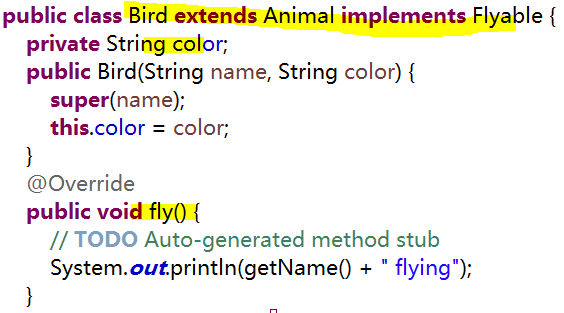 public class Bird extends Animal implements Flyable {
private String color;
public Bird(String name, String color) {
super(name);
this.color = color;
}
@Override
public void fly() {
// TODO Auto-generated method stub
System.out.println(getName() + " flying");
}